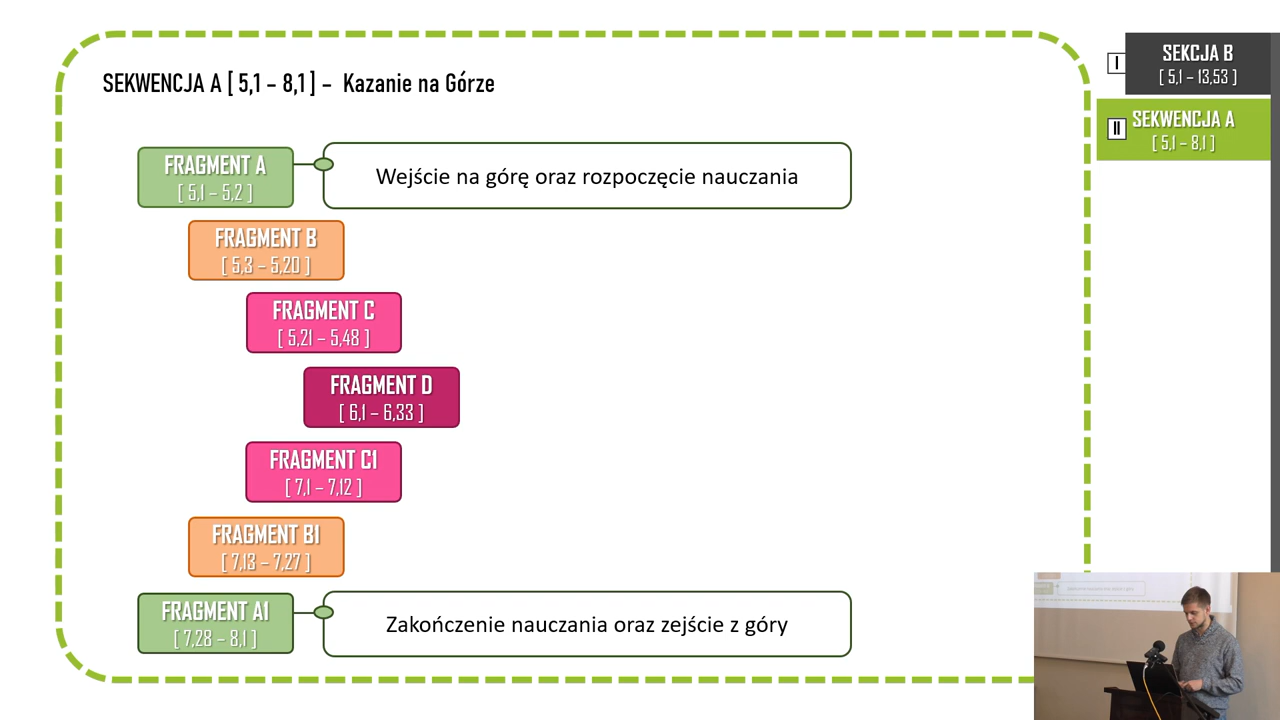 SEKWENCJA A [ 5,1 – 8,1 ] – Kazanie na Górze
FRAGMENT A
[ 5,1 – 5,2 ]
Wejście na górę oraz rozpoczęcie nauczania
FRAGMENT B
[ 5,3 – 5,20 ]
FRAGMENT C
[ 5,21 – 5,48 ]
FRAGMENT D
[ 6,1 – 6,33 ]
FRAGMENT C1
[ 7,1 – 7,12 ]
FRAGMENT B1
[ 7,13 – 7,27 ]
FRAGMENT A1
[ 7,28 – 8,1 ]
Zakończenie nauczania oraz zejście z góry
I
SEKCJA B
[ 5,1 – 13,53 ]
II
SEKWENCJA A
[ 5,1 – 8,1 ]